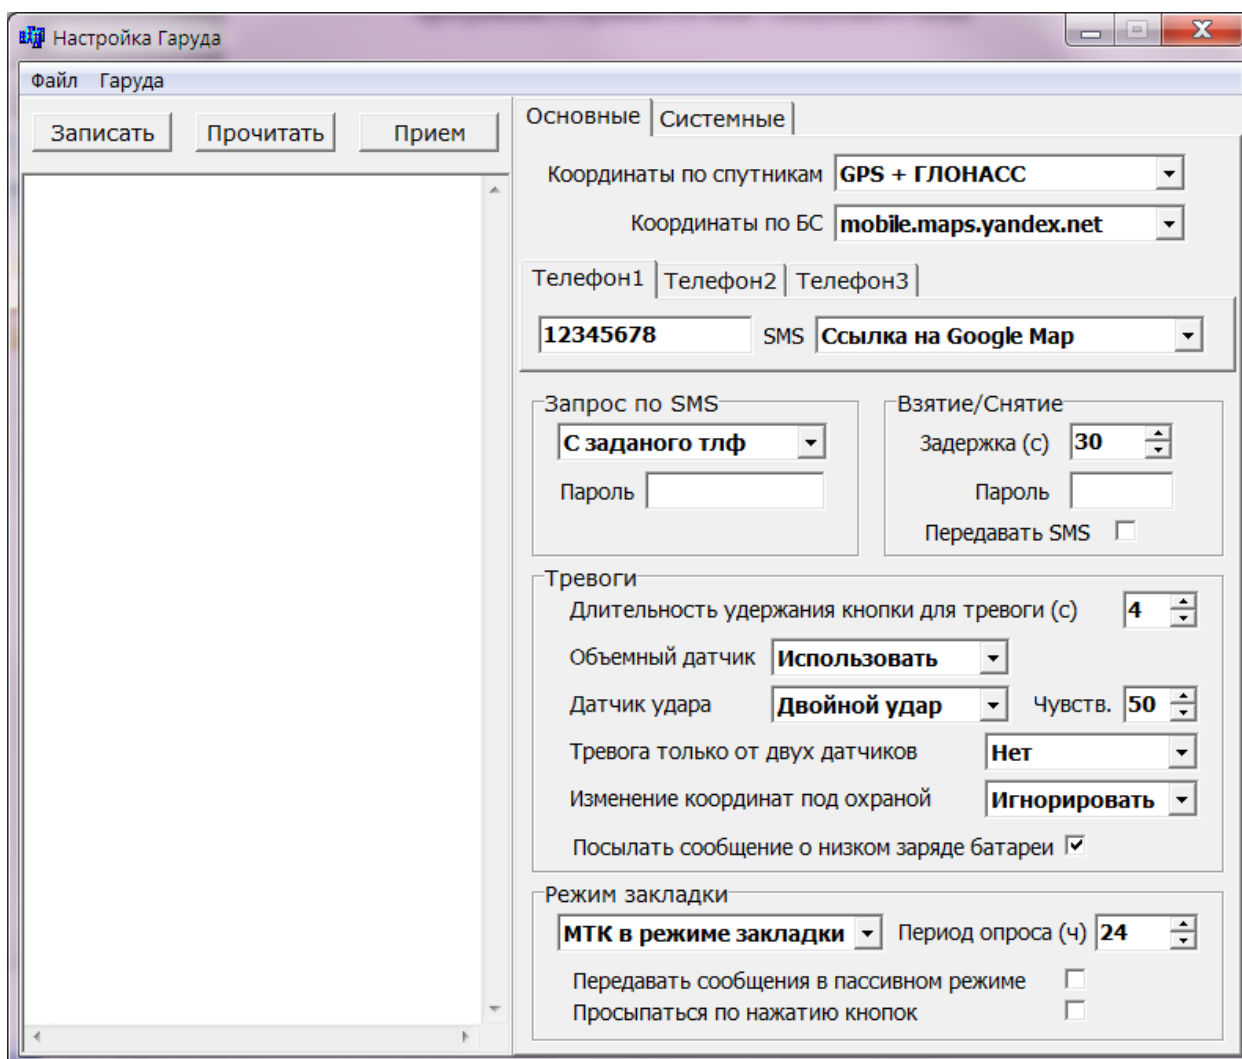 Настройка Гаруда
Файл Гаруда
Записать Прочитать Прием
Основные Системные
Координаты по спутникам GPS + ГЛОНАСС
Координаты по БС mobile.maps.yandex.net
Телефон1 Телефон2 Телефон3
12345678 SMS Ссылка на Google Map
Запрос по SMS
С заданого тлф
Пароль
Взятие/Снятие
Задержка (с) 30
Пароль
Передавать SMS
Тревоги
Длительность удержания кнопки для тревоги (с) 4
Объемный датчик Использовать
Датчик удара Двойной удар Чувств. 50
Тревога только от двух датчиков Нет
Изменение координат под охраной Игнорировать
Посылать сообщение о низком заряде батареи
Режим закладки
МТК в режиме закладки Период опроса (ч) 24
Передавать сообщения в пассивном режиме
Просыпаться по нажатию кнопок